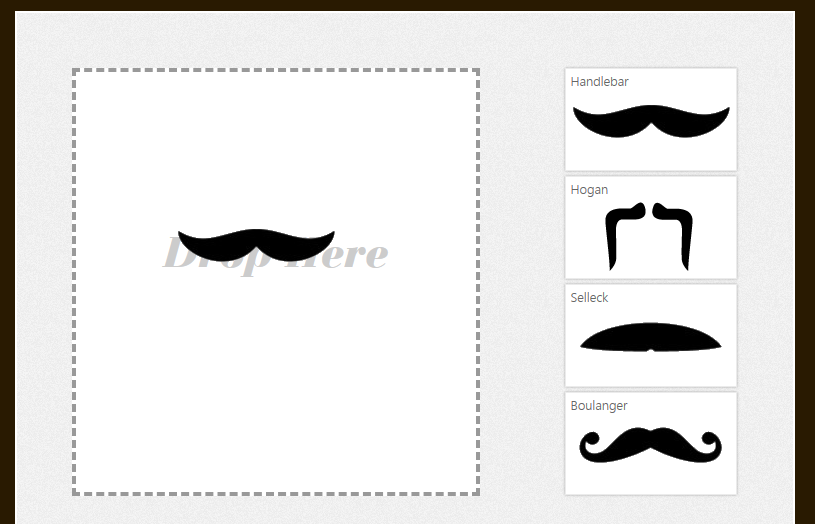 Drop Here
Handlebar
Hogan
Selleck
Boulanger